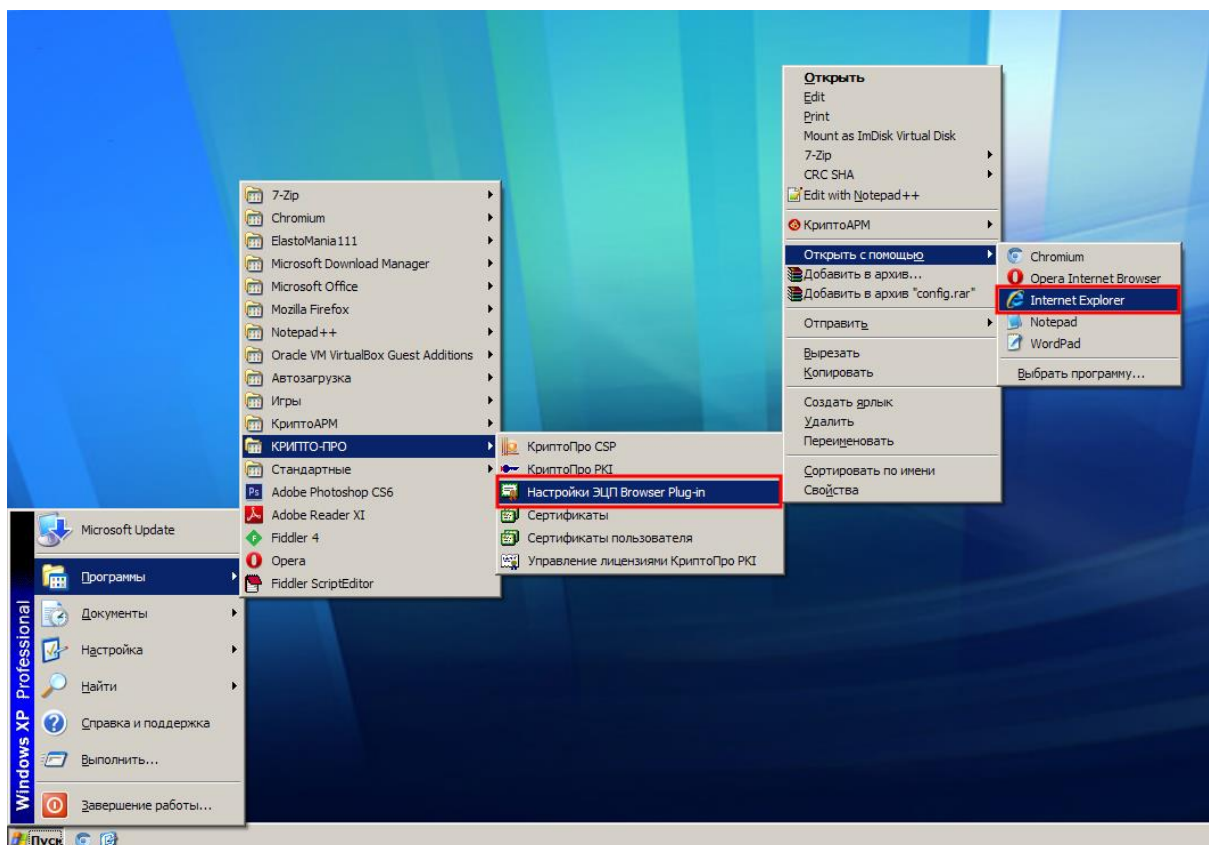 7-Zip
Chromium
ElastoMania111
Microsoft Download Manager
Microsoft Office
Mozilla Firefox
Notepad++
Oracle VM VirtualBox Guest Additions
Автозагрузка
Игры
КриптоАРМ
КРИПТО-ПРО
Стандартные
Adobe Photoshop CS6
Adobe Reader XI
Fiddler 4
Opera
Fiddler ScriptEditor
Microsoft Update
Программы
Документы
Настройка
Найти
Справка и поддержка
Выполнить...
Завершение работы...
Windows XP Professional
Пуск
КриптоПро CSP
КриптоПро PKI
Настройки ЭЦП Browser Plug-in
Сертификаты
Сертификаты пользователя
Управление лицензиями КриптоПро PKI
Открыть
Edit
Print
Mount as ImDisk Virtual Disk
7-Zip
CRC SHA
Edit with Notepad++
КриптоАРМ
Открыть с помощью
Добавить в архив...
Добавить в архив "config.rar"
Отправить
Вырезать
Копировать
Создать ярлык
Удалить
Переименовать
Сортировать по имени
Свойства
Chromium
Opera Internet Browser
Internet Explorer
Notepad
WordPad
Выбрать программу...